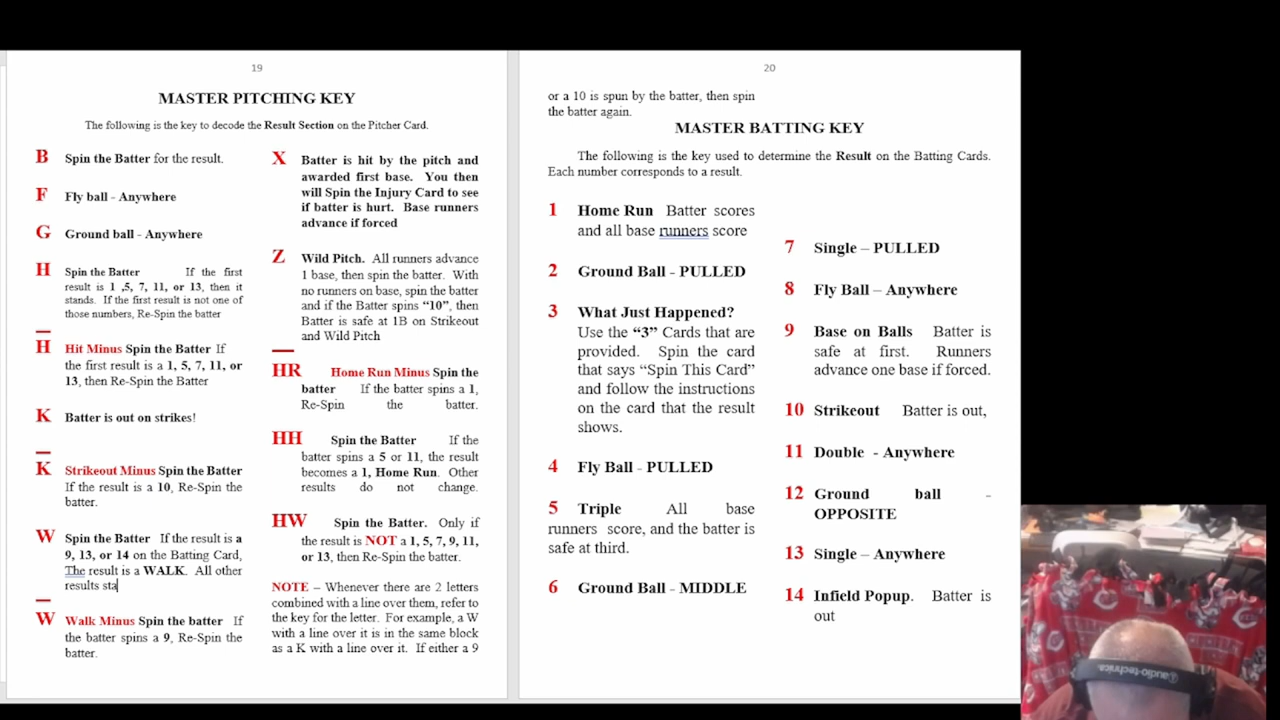 19
MASTER PITCHING KEY
The following is the key to decode the Result Section on the Pitcher Card.
B Spin the Batter for the result.
F Fly ball - Anywhere
G Ground ball - Anywhere
H Spin the Batter If the first
result is 1 ,5, 7, 11, or 13, then it
stands. If the first result is not one of
those numbers, Re-Spin the batter
H Hit Minus Spin the Batter If
the first result is a 1, 5, 7, 11, or
13, then Re-Spin the Batter
K Batter is out on strikes!
K Strikeout Minus Spin the Batter
If the result is a 10, Re-Spin the
batter.
W Spin the Batter If the result is a
9, 13, or 14 on the Batting Card,
The result is a WALK. All other
results sta
W Walk Minus Spin the batter If
the batter spins a 9, Re-Spin the
batter.
X Batter is hit by the pitch and
awarded first base. You then
will Spin the Injury Card to see
if batter is hurt. Base runners
advance if forced
Z Wild Pitch. All runners advance
1 base, then spin the batter. With
no runners on base, spin the batter
and if the Batter spins “10”, then
Batter is safe at 1B on Strikeout
and Wild Pitch
HR Home Run Minus Spin the
batter If the batter spins a 1,
Re-Spin the batter.
HH Spin the Batter If the
batter spins a 5 or 11, the result
becomes a 1, Home Run. Other
results do not change.
HW Spin the Batter. Only if
the result is NOT a 1, 5, 7, 9, 11,
or 13, then Re-Spin the batter.
NOTE – Whenever there are 2 letters
combined with a line over them, refer to
the key for the letter. For example, a W
with a line over it is in the same block
as a K with a line over it. If either a 9
20
or a 10 is spun by the batter, then spin
the batter again.
MASTER BATTING KEY
The following is the key used to determine the Result on the Batting Cards.
Each number corresponds to a result.
1 Home Run Batter scores
and all base runners score
2 Ground Ball - PULLED
3 What Just Happened?
Use the “3” Cards that are
provided. Spin the card
that says “Spin This Card”
and follow the instructions
on the card that the result
shows.
4 Fly Ball - PULLED
5 Triple All base
runners score, and the batter is
safe at third.
6 Ground Ball - MIDDLE
7 Single – PULLED
8 Fly Ball – Anywhere
9 Base on Balls Batter is
safe at first. Runners
advance one base if forced.
10 Strikeout Batter is out,
11 Double - Anywhere
12 Ground ball -
OPPOSITE
13 Single – Anywhere
14 Infield Popup. Batter is
out
audio-technica